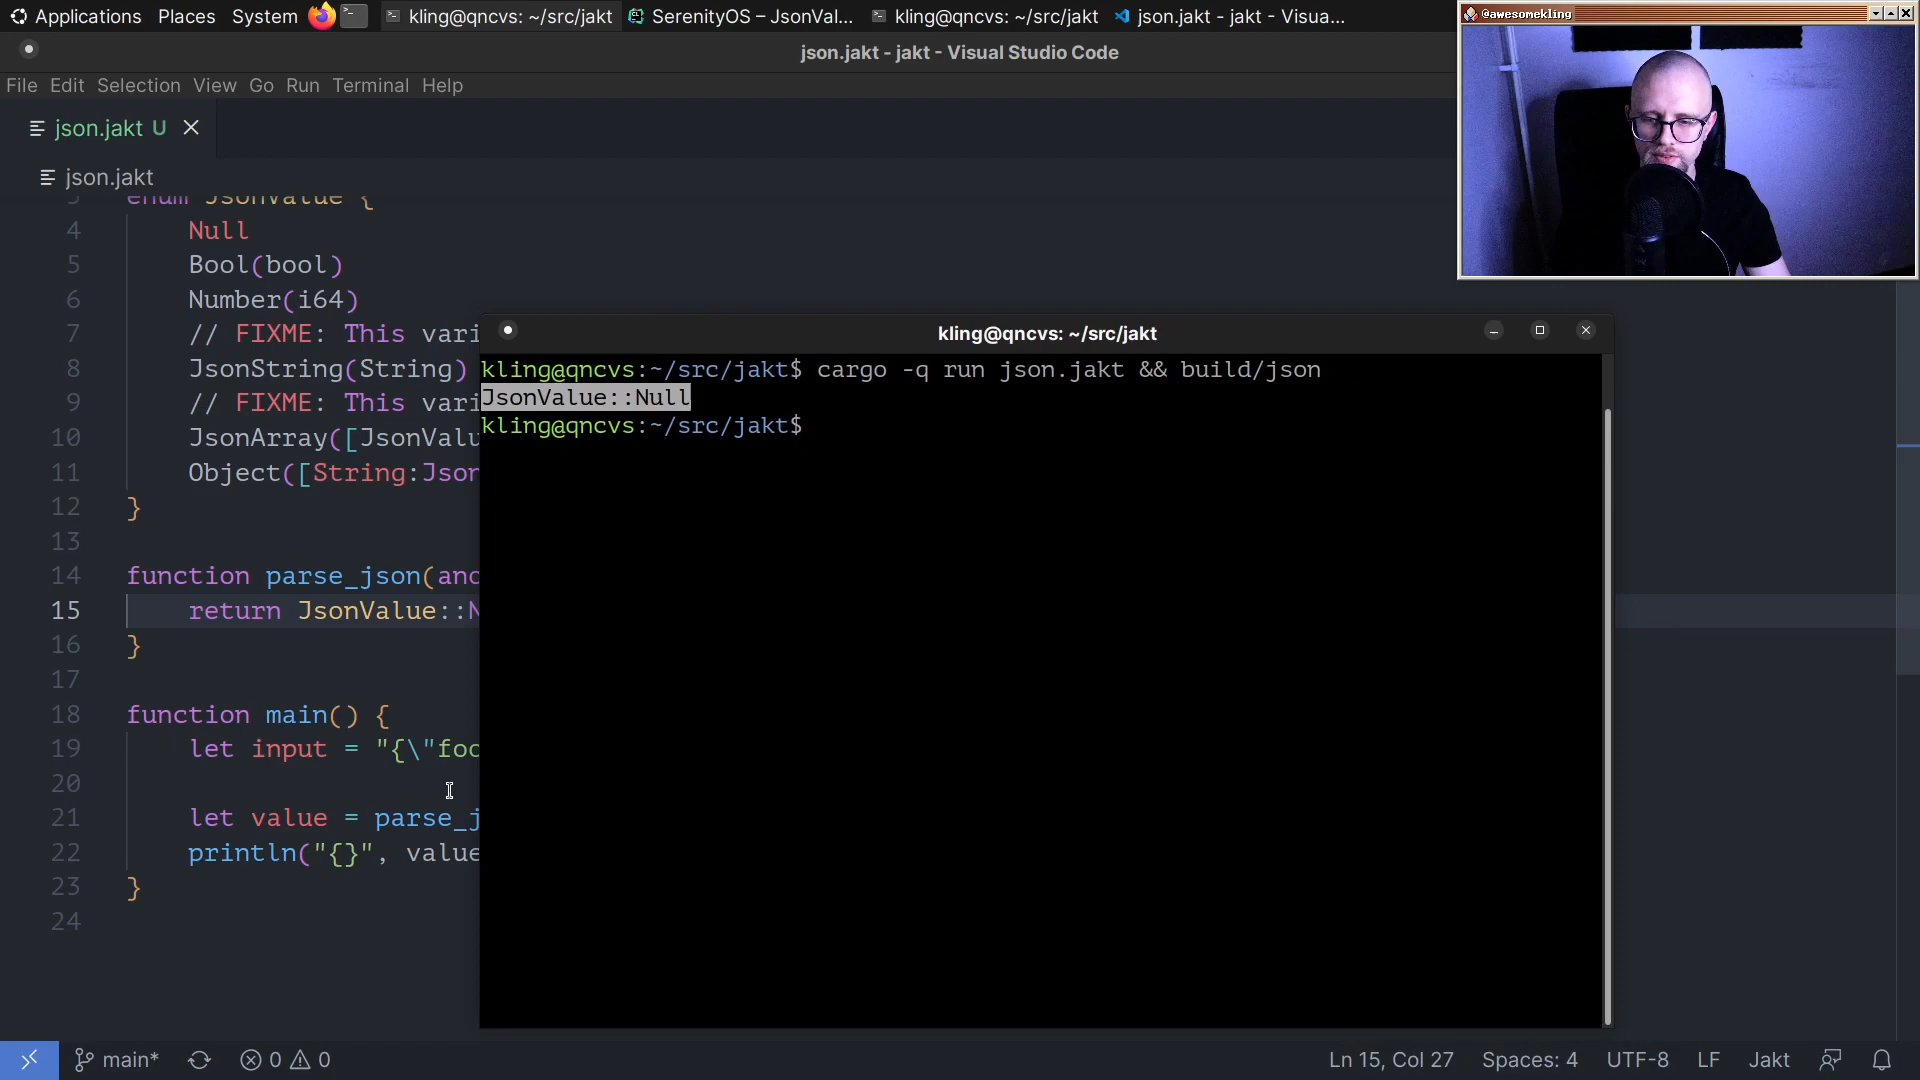 Applications Places System kling@qncvs: ~/src/jakt SerenityOS – JsonVal... kling@qncvs: ~/src/jakt json.jakt - jakt - Visua...
@awesomekling
json.jakt - jakt - Visual Studio Code
File Edit Selection View Go Run Terminal Help
json.jakt U
json.jakt
3 enum JsonValue {
4 Null
5 Bool(bool)
6 Number(i64)
7 // FIXME: This vari
8 JsonString(String)
9 // FIXME: This vari
10 JsonArray([JsonValu
11 Object([String:Json
12 }
13
14 function parse_json(ano
15 return JsonValue::N
16 }
17
18 function main() {
19 let input = "{\"foo
20
21 let value = parse_j
22 println("{}", value
23 }
24
kling@qncvs: ~/src/jakt
kling@qncvs:~/src/jakt$ cargo -q run json.jakt && build/json
JsonValue::Null
kling@qncvs:~/src/jakt$
main* 0 0 Ln 15, Col 27 Spaces: 4 UTF-8 LF Jakt